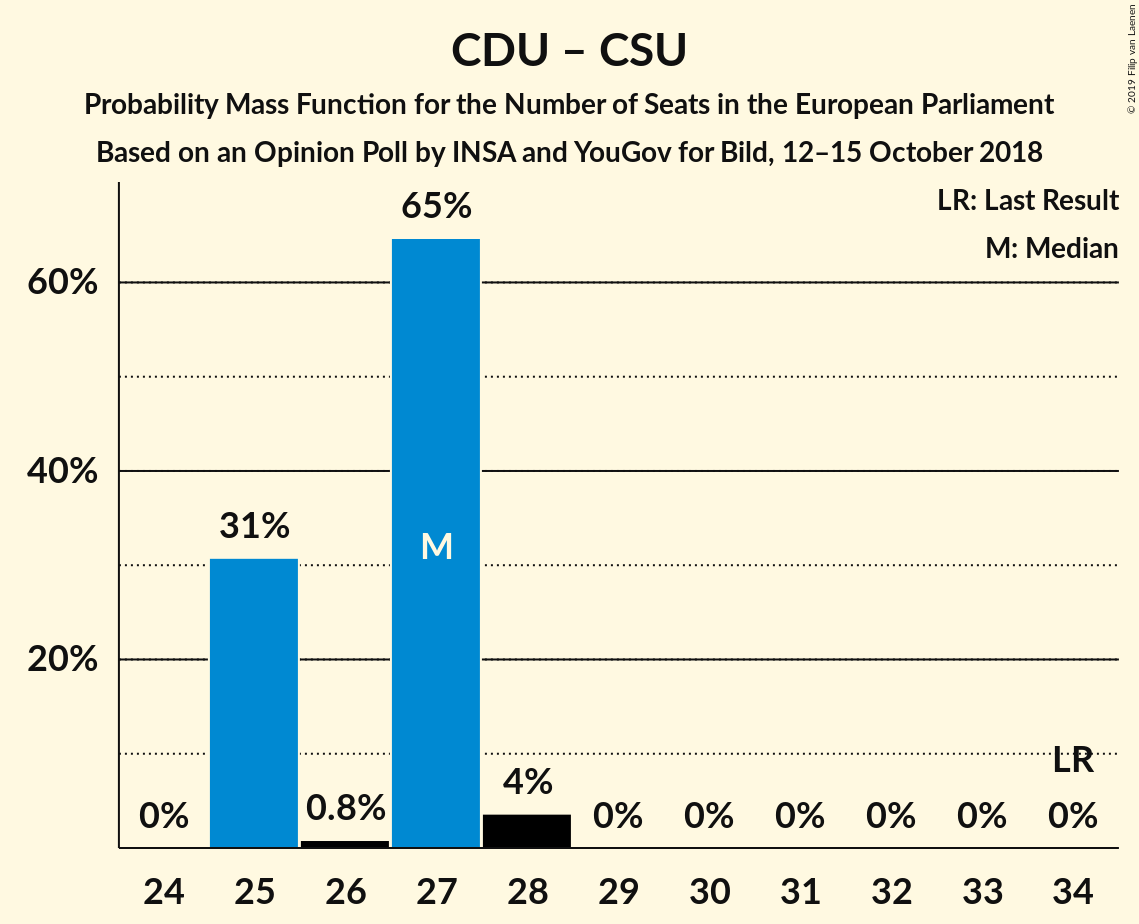 CDU – CSU
Probability Mass Function for the Number of Seats in the European Parliament
Based on an Opinion Poll by INSA and YouGov for Bild, 12–15 October 2018
© 2019 Filip van Laenen
LR: Last Result
M: Median
65%
60%
40%
31%
M
20%
LR
0%
0.8%
4%
0%
0%
0%
0%
0%
0%
24 25 26 27 28 29 30 31 32 33 34